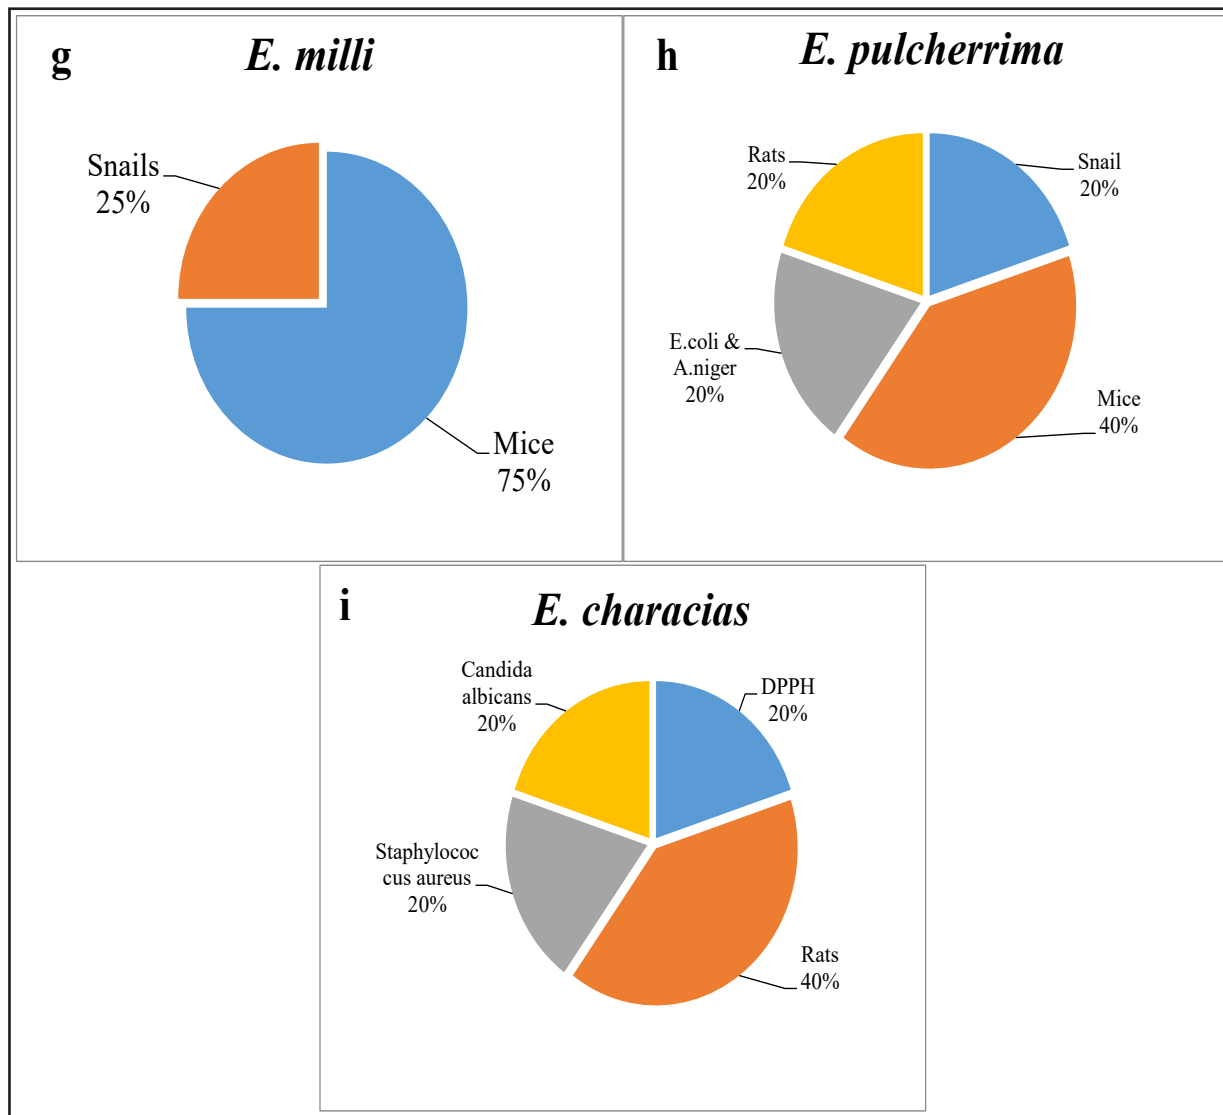 g
E. milli
Snails
25%
Mice
75%
h
E. pulcherrima
Rats
20%
Snail
20%
E.coli &
A.niger
20%
Mice
40%
i
E. characias
Candida
albicans
20%
DPPH
20%
Staphylococ
cus aureus
20%
Rats
40%